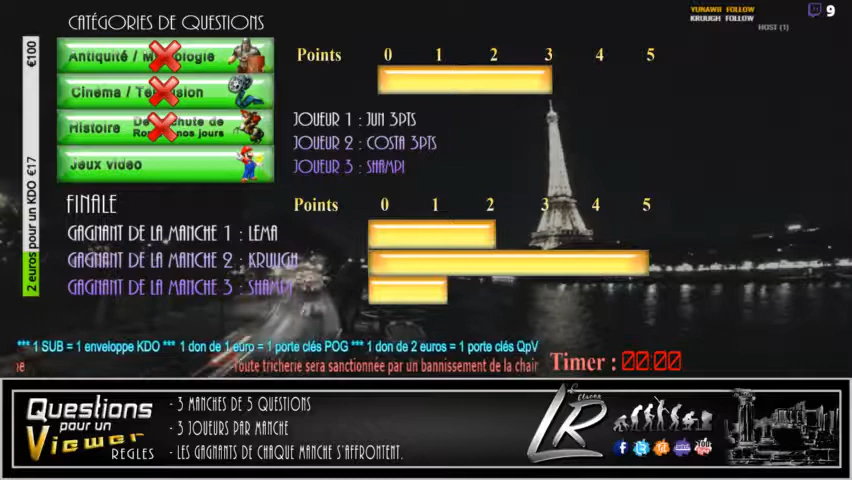 CATÉGORIES DE QUESTIONS
YUNAWII FOLLOW
KRUUGH FOLLOW
HOST (1)
9
€100
2 euros pour un KDO €17
Antiquité /
Cinéma /
Histoire
nos jours
Jeux vidéo
Points 0 1 2 3 4 5
JOUEUR 1 : JUN 3PTS
JOUEUR 2 : COSTA 3PTS
JOUEUR 3 : SHAMPI
FINALE
Points 0 1 2 3 4 5
GAGNANT DE LA MANCHE 1 : LEMA
GAGNANT DE LA MANCHE 2 : KRUUGH
GAGNANT DE LA MANCHE 3 : SHAMPI
*** 1 SUB = 1 enveloppe KDO *** 1 don de 1 euro = 1 porte clés POG *** 1 don de 2 euros = 1 porte clés QpV
Toute tricherie sera sanctionnée par un bannissement de la chaîn
Timer : 00:00
Questions
pour un
Viewer
REGLES
- 3 MANCHES DE 5 QUESTIONS
- 3 JOUEURS PAR MANCHE
- LES GAGNANTS DE CHAQUE MANCHE S'AFFRONTENT.
LR